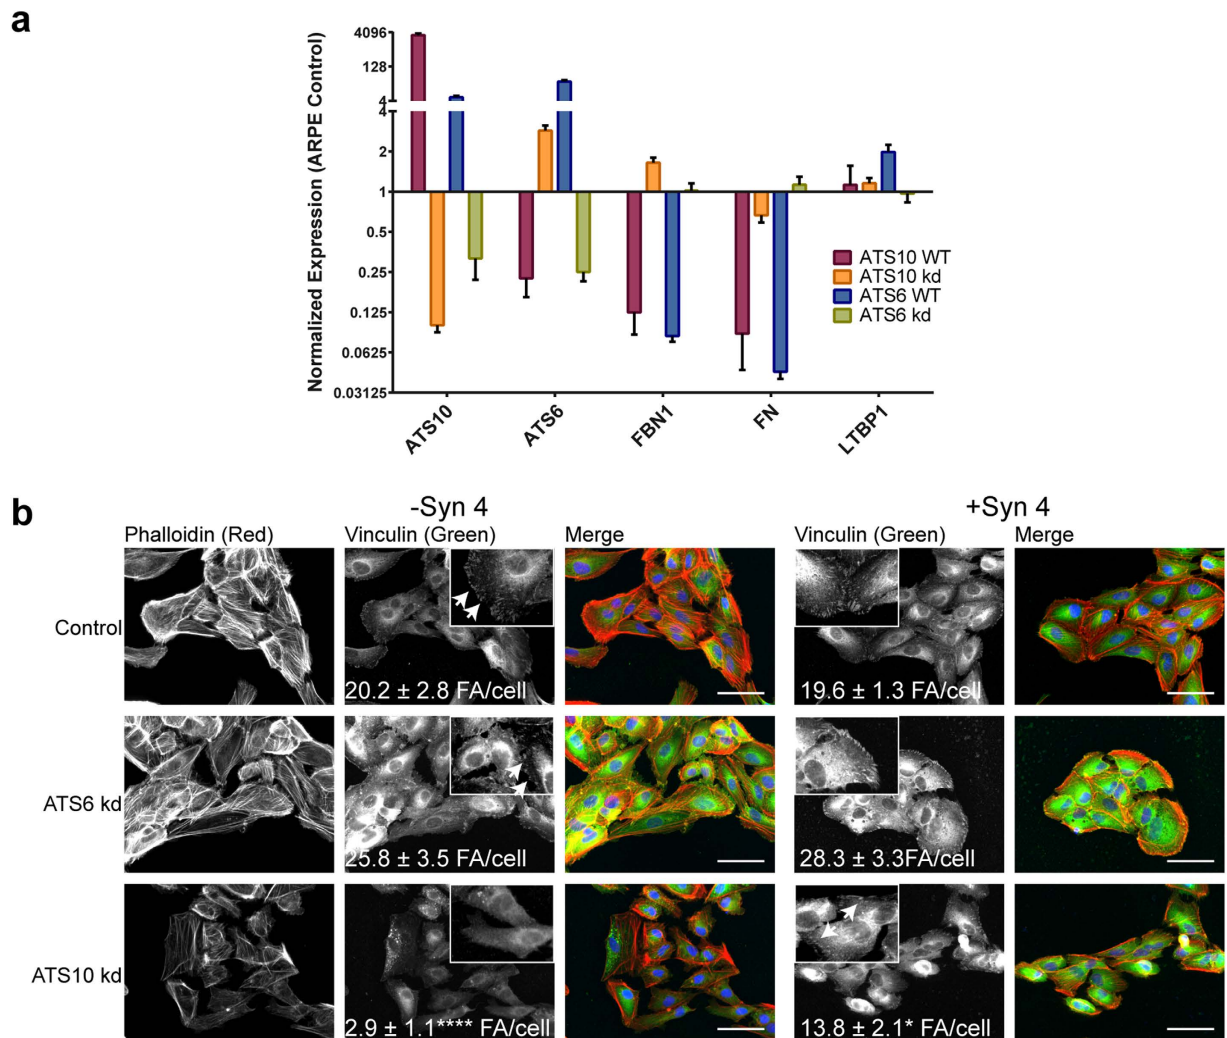 a
Normalized Expression (ARPE Control)
4096
128
4
4
2
1
0.5
0.25
0.125
0.0625
0.03125
ATS10 WT
ATS10 kd
ATS6 WT
ATS6 kd
ATS10
ATS6
FBN1
FN
LTBP1
b
-Syn 4
+Syn 4
Phalloidin (Red)
Vinculin (Green)
Merge
Vinculin (Green)
Merge
Control
20.2 ± 2.8 FA/cell
19.6 ± 1.3 FA/cell
ATS6 kd
25.8 ± 3.5 FA/cell
28.3 ± 3.3FA/cell
ATS10 kd
2.9 ± 1.1**** FA/cell
13.8 ± 2.1* FA/cell